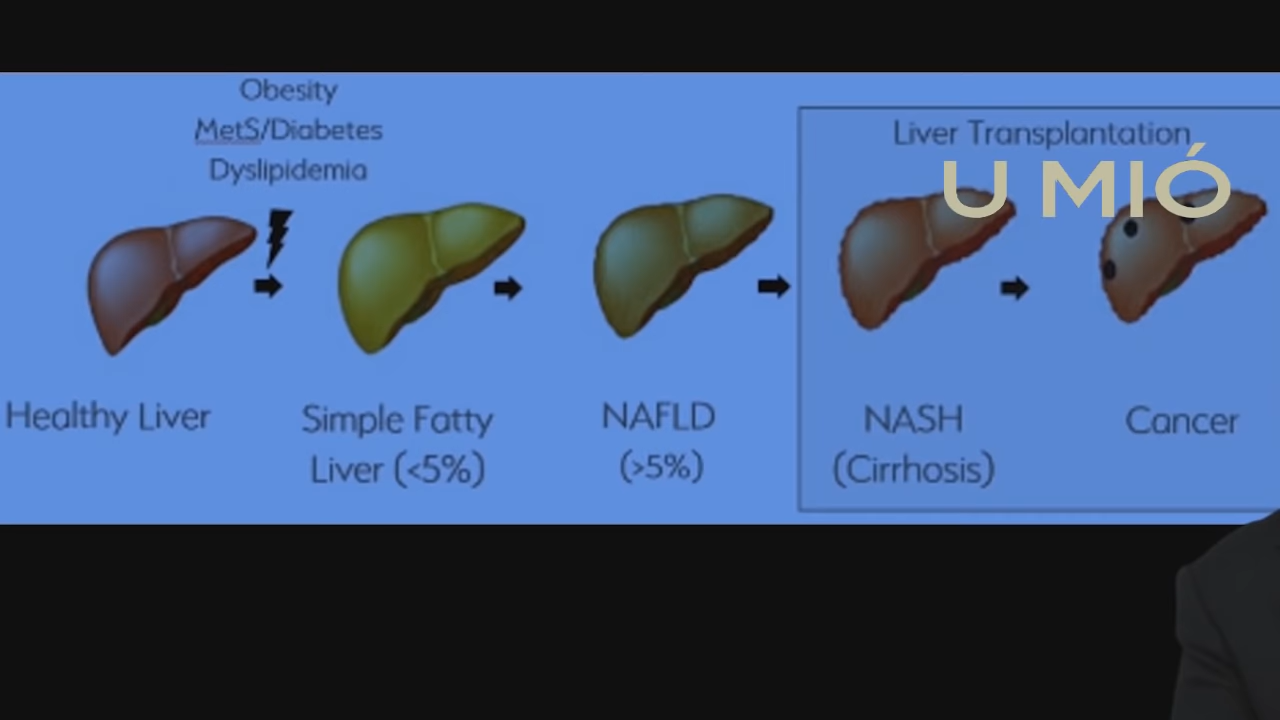 Obesity
MetS/Diabetes
Dyslipidemia
Liver Transplantation
U MIÓ
Healthy Liver
Simple Fatty
Liver (<5%)
NAFLD
(>5%)
NASH
(Cirrhosis)
Cancer